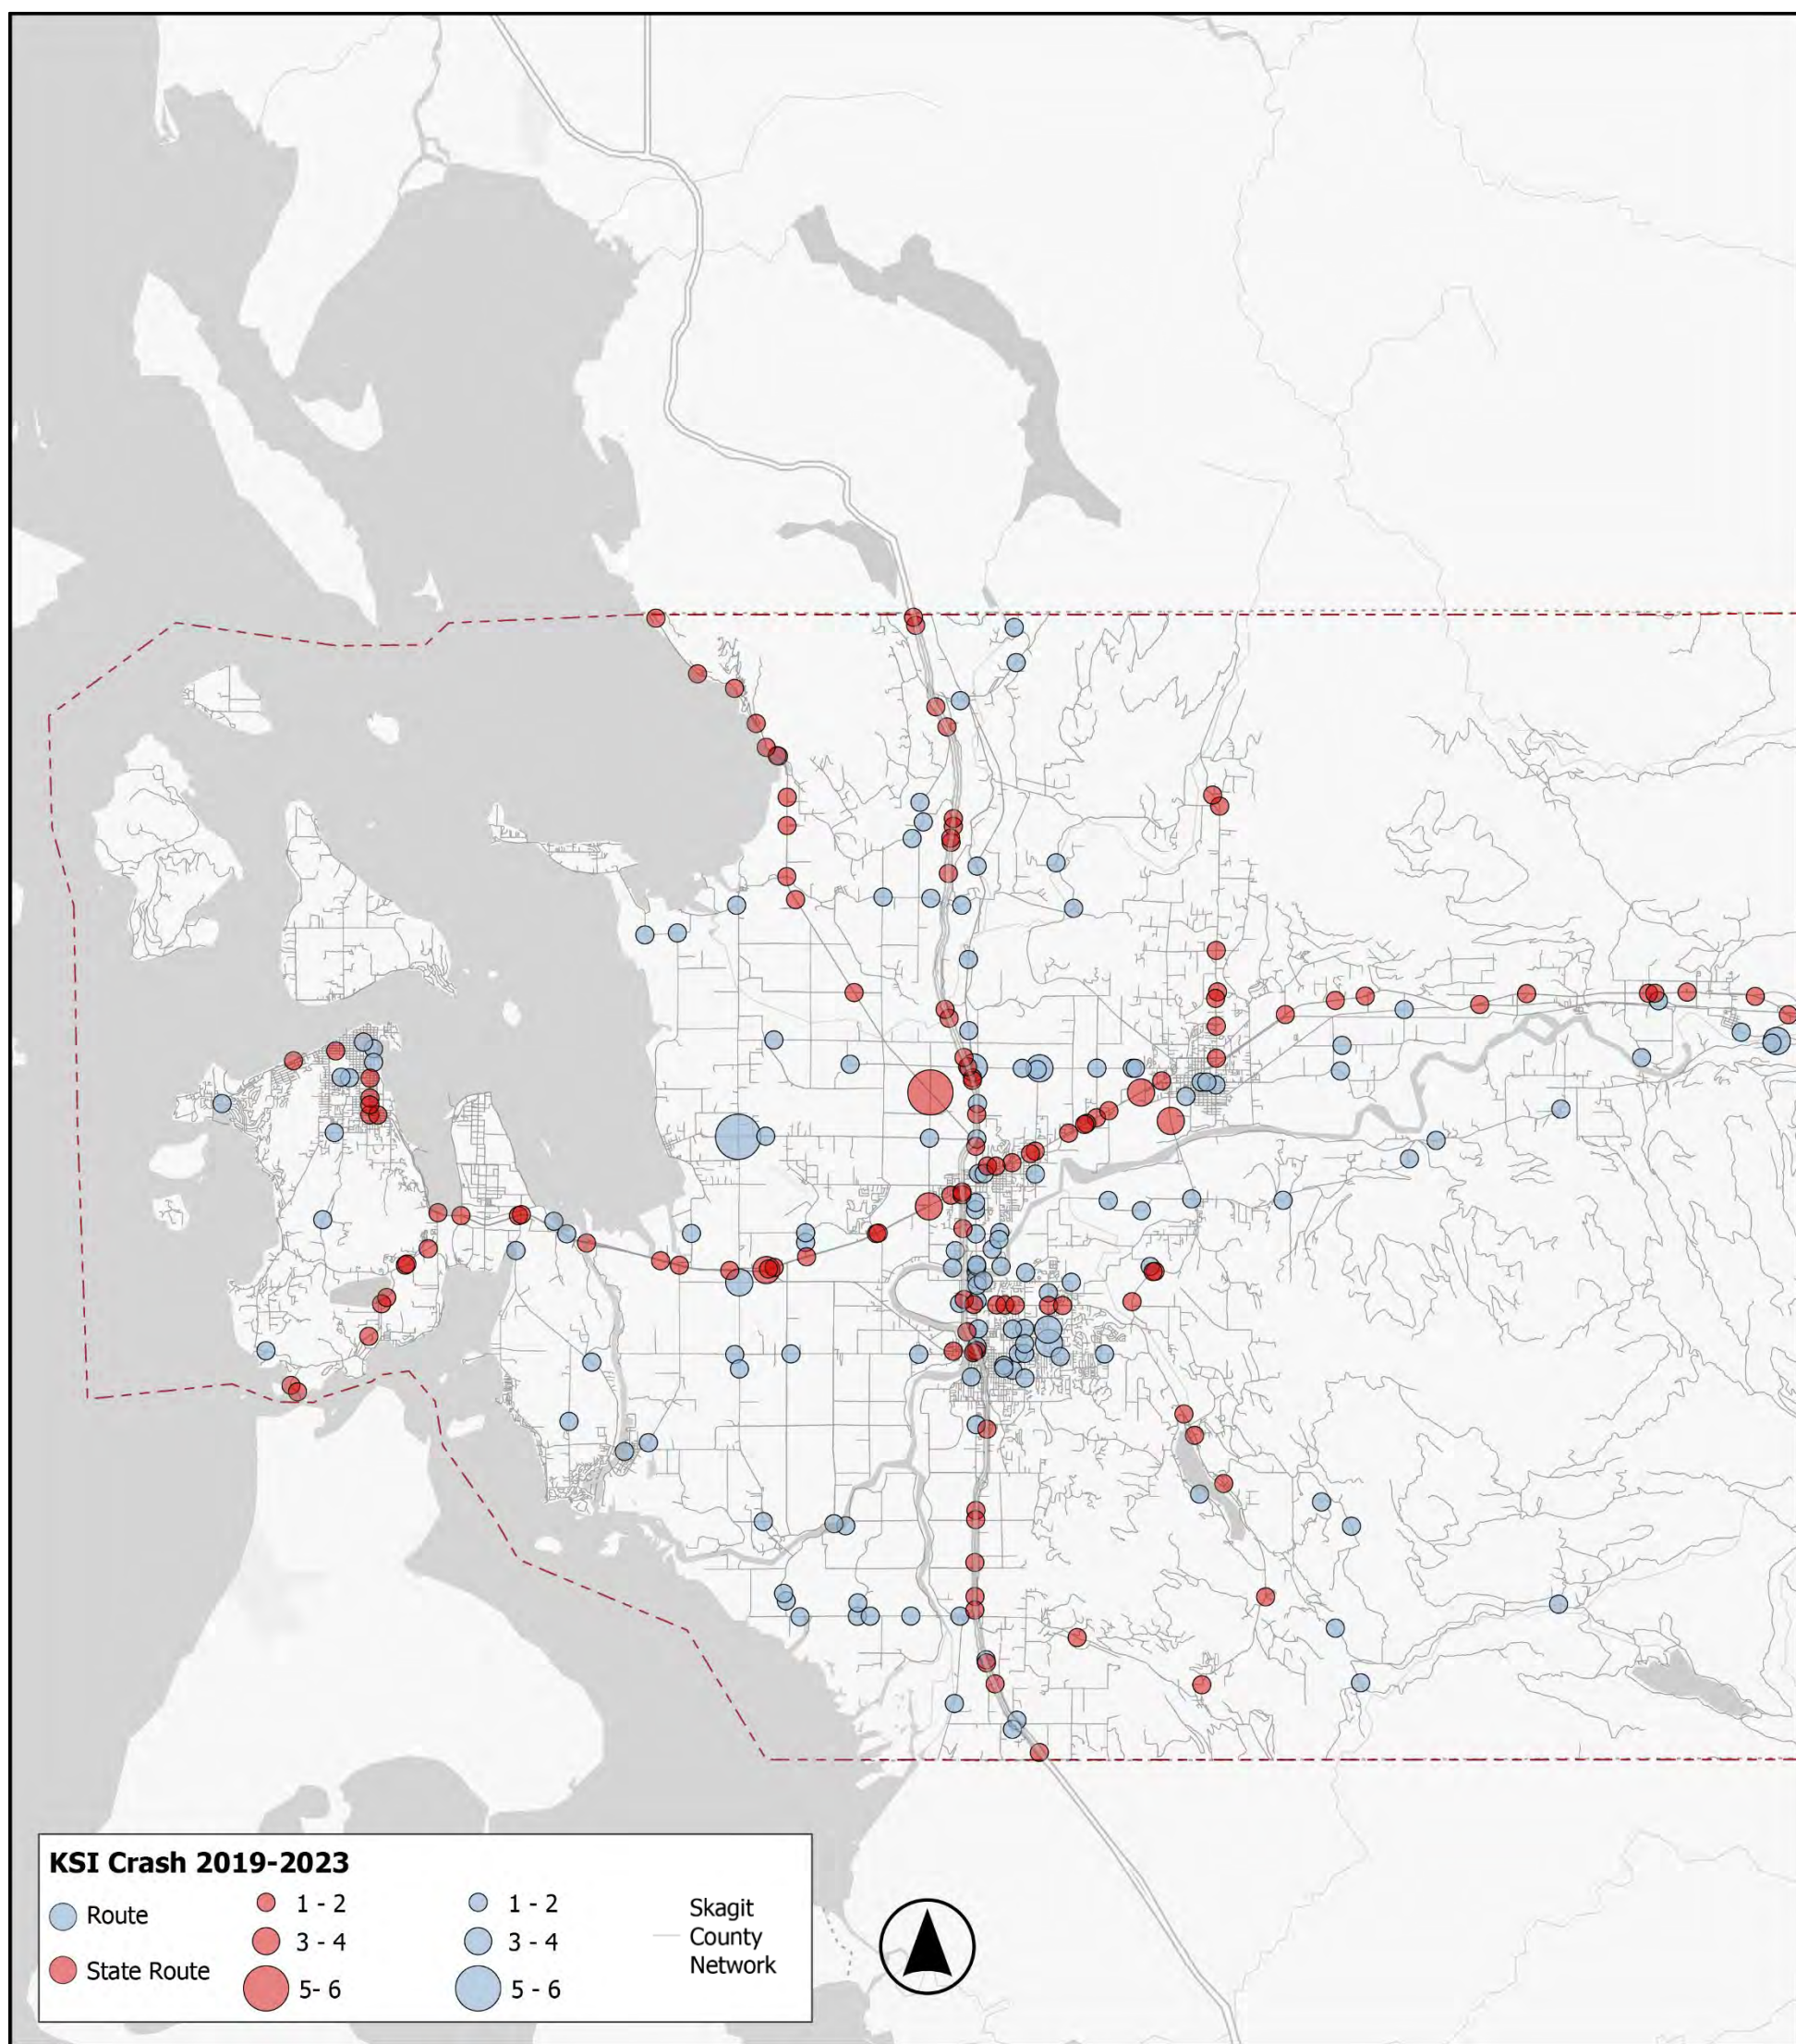 KSI Crash 2019-2023
Route
State Route
1 - 2
3 - 4
5- 6
1 - 2
3 - 4
5 - 6
Skagit
County
Network